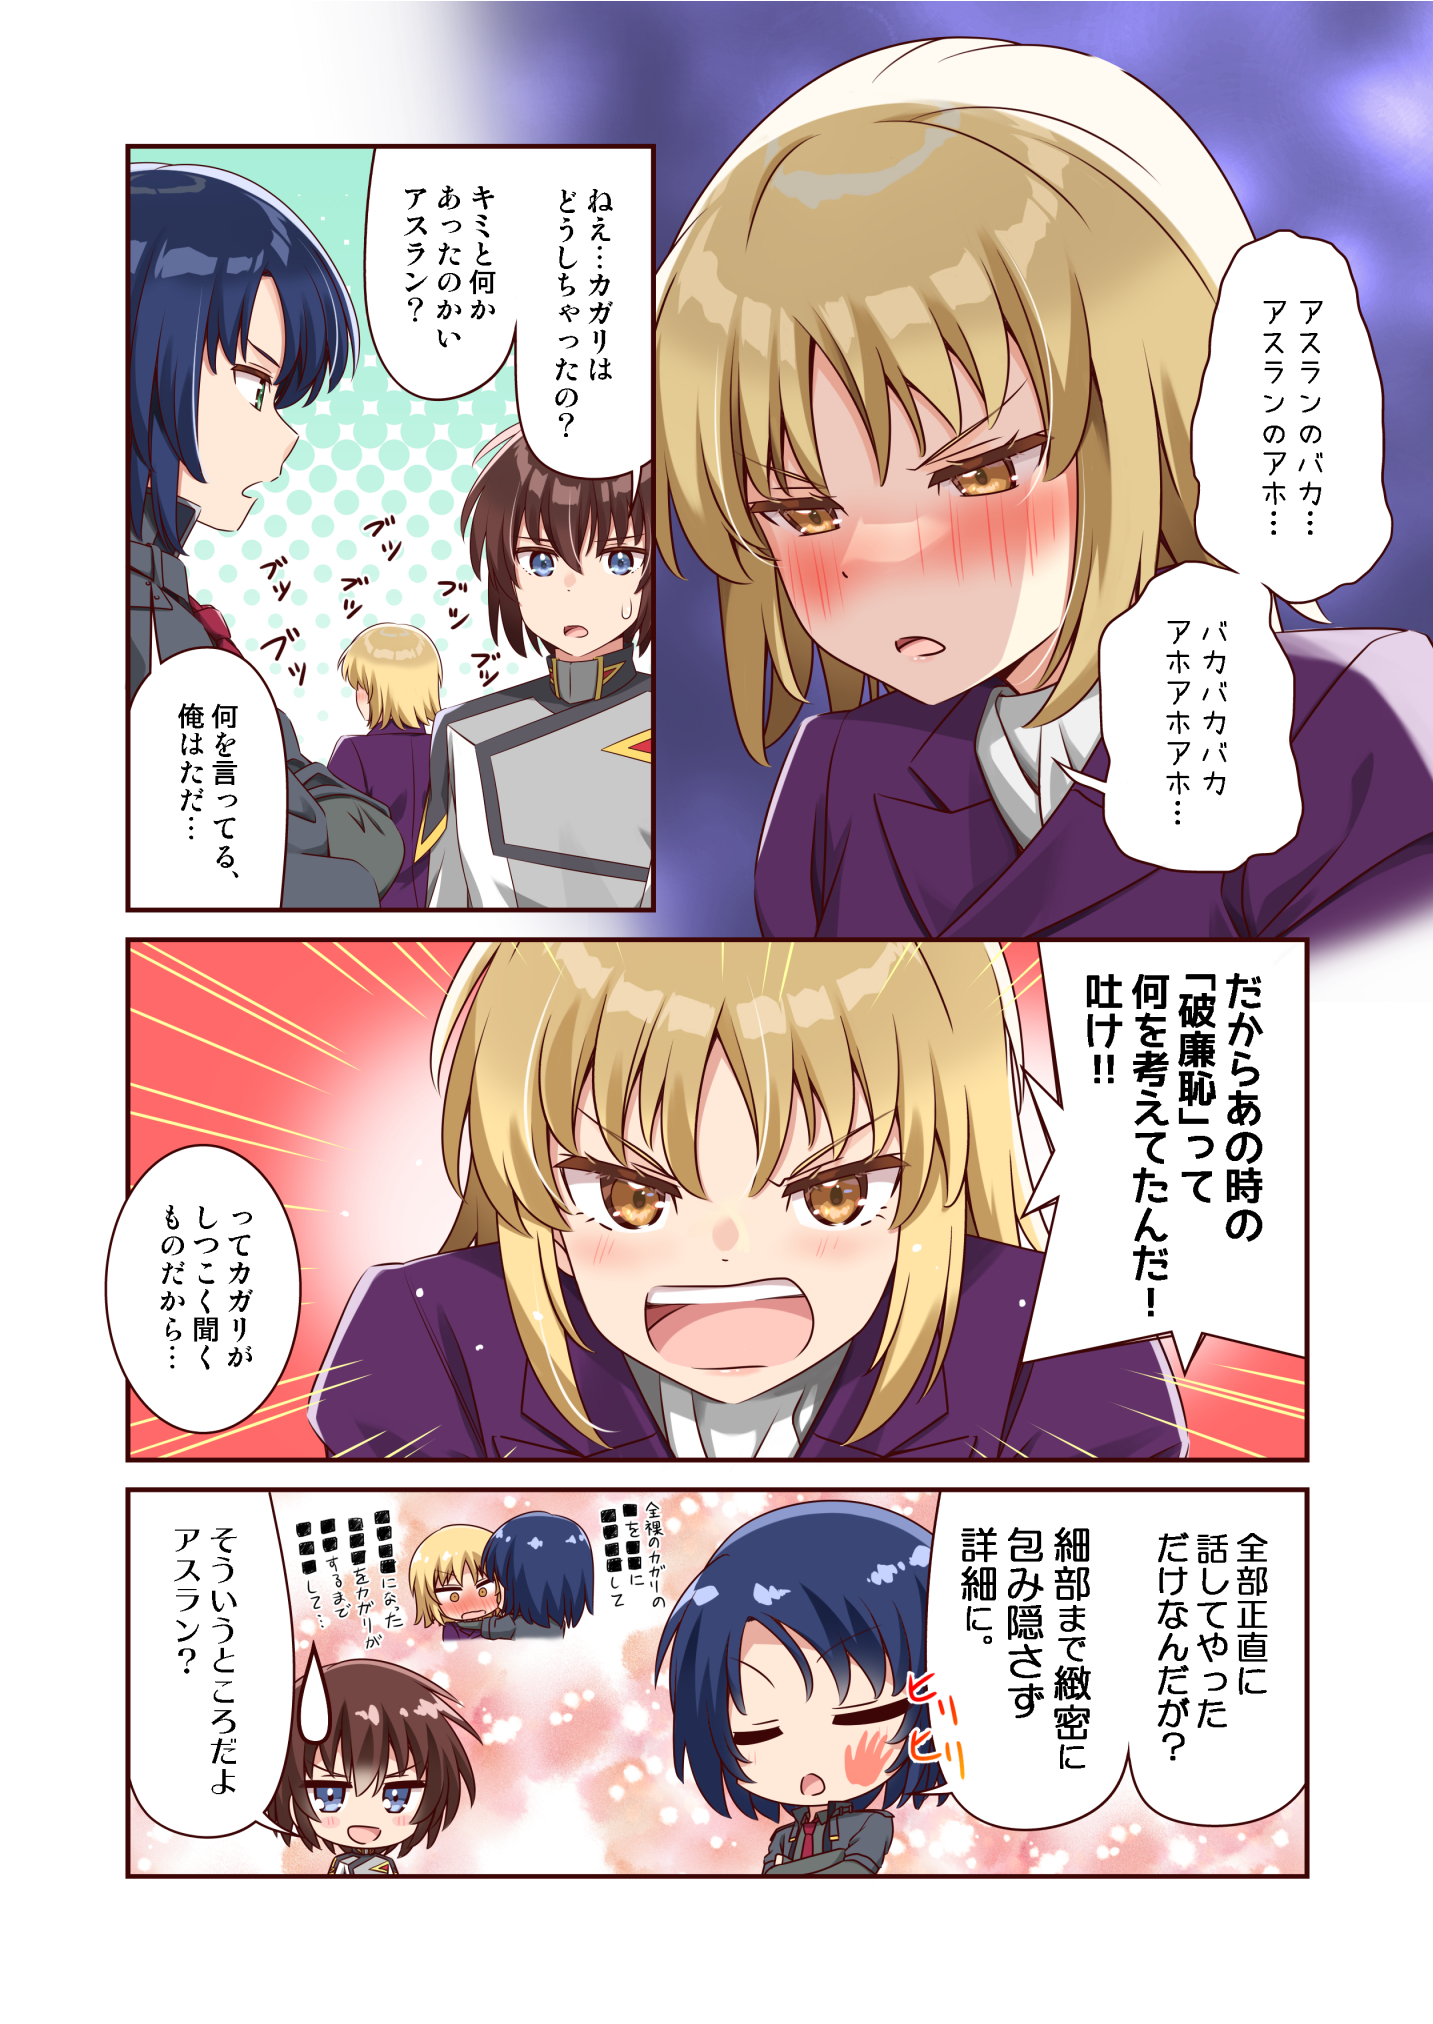 アスランのバカ…
アスランのアホ…
バカバカバカ
アホアホアホ…
ねえ…カガリは
どうしちゃったの？
キミと何か
あったのかい
アスラン？
ブツ
ブツ
ブツ
ブツ
ブツ
ブツ
何を言ってる、
俺はただ…
だからあの時の
「破廉恥」って
何を考えてたんだ！
吐け!!
ってカガリが
しつこく聞く
ものだから…
全部正直に
話してやった
だけなんだが？
細部まで緻密に
包み隠さず
詳細に。
ヒリ
ヒリ
全裸のカガリの
■を■■に
■■■■して
■■■■になった
■■■をカガリが
■■するまで
■■■して…
そういうところだよ
アスラン？